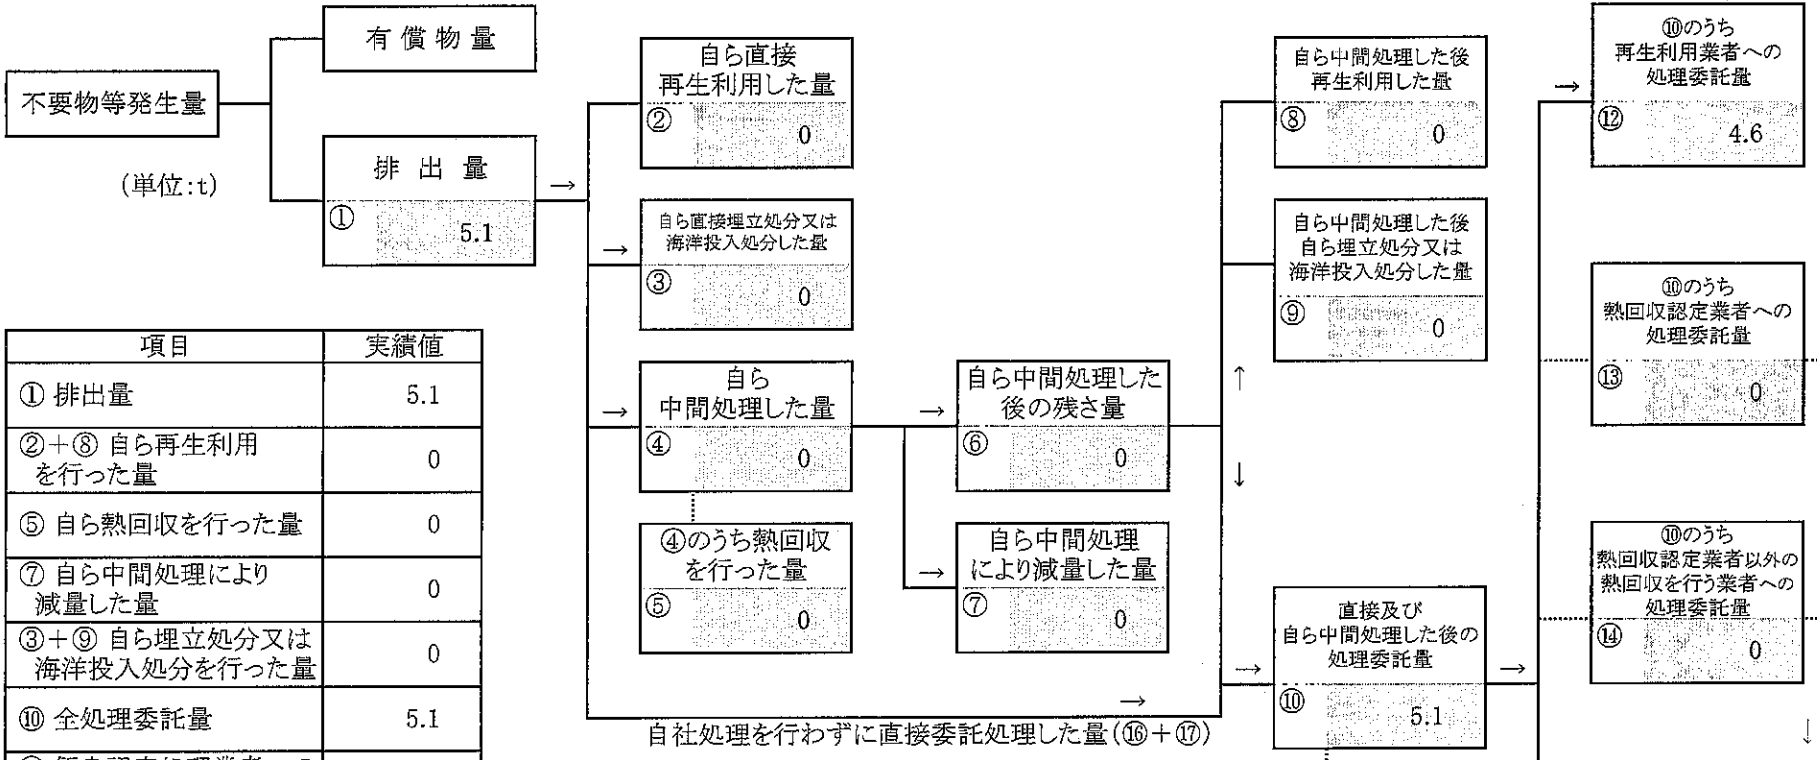 有償物量
不要物等発生量
(単位:t)
排出量
①
5.1
→
自ら直接
再生利用した量
②
0
→
自ら直接埋立処分又は
海洋投入処分した量
③
0
→
自ら
中間処理した量
④
0
④のうち熱回収
を行った量
⑤
0
→
自ら中間処理した
後の残さ量
⑥
0
→
自ら中間処理
により減量した量
⑦
0
自ら中間処理した後
再生利用した量
⑧
0
自ら中間処理した後
自ら埋立処分又は
海洋投入処分した量
⑨
0
↑
↓
→
自社処理を行わずに直接委託処理した量(⑯+⑰)
→
直接及び
自ら中間処理した後の
処理委託量
⑩
5.1
→
→
⑩のうち
再生利用業者への
処理委託量
⑫
4.6
⑩のうち
熱回収認定業者への
処理委託量
⑬
0
⑩のうち
熱回収認定業者以外の
熱回収を行う業者への
処理委託量
⑭
0
↓
項目 実績値
① 排出量 5.1
②+⑧ 自ら再生利用
を行った量 0
⑤ 自ら熱回収を行った量 0
⑦ 自ら中間処理により
減量した量 0
③+⑨ 自ら埋立処分又は
海洋投入処分を行った量 0
⑩ 全処理委託量 5.1